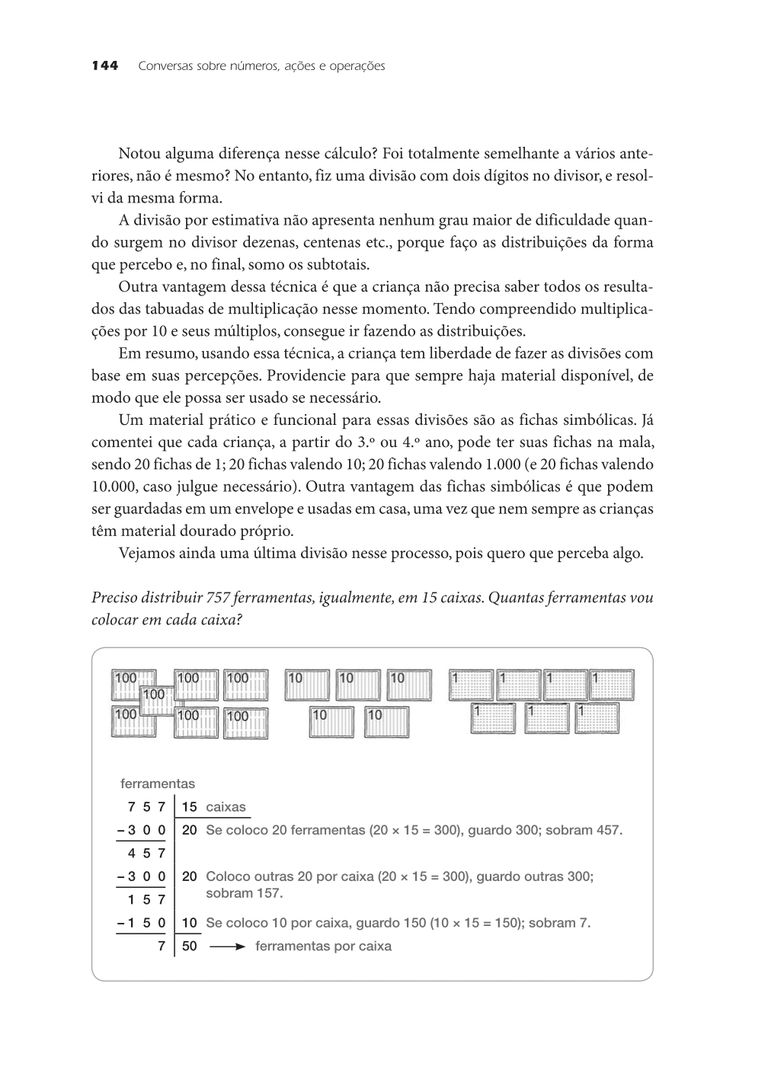 144 Conversas sobre números, ações e operações
Notou alguma diferença nesse cálculo? Foi totalmente semelhante a vários ante-
riores, não é mesmo? No entanto, fiz uma divisão com dois dígitos no divisor, e resol-
vi da mesma forma.
A divisão por estimativa não apresenta nenhum grau maior de dificuldade quan-
do surgem no divisor dezenas, centenas etc., porque faço as distribuições da forma
que percebo e, no final, somo os subtotais.
Outra vantagem dessa técnica é que a criança não precisa saber todos os resulta-
dos das tabuadas de multiplicação nesse momento. Tendo compreendido multiplica-
ções por 10 e seus múltiplos, consegue ir fazendo as distribuições.
Em resumo, usando essa técnica, a criança tem liberdade de fazer as divisões com
base em suas percepções. Providencie para que sempre haja material disponível, de
modo que ele possa ser usado se necessário.
Um material prático e funcional para essas divisões são as fichas simbólicas. Já
comentei que cada criança, a partir do 3.º ou 4.º ano, pode ter suas fichas na mala,
sendo 20 fichas de 1; 20 fichas valendo 10; 20 fichas valendo 1.000 (e 20 fichas valendo
10.000, caso julgue necessário). Outra vantagem das fichas simbólicas é que podem
ser guardadas em um envelope e usadas em casa, uma vez que nem sempre as crianças
têm material dourado próprio.
Vejamos ainda uma última divisão nesse processo, pois quero que perceba algo.
Preciso distribuir 757 ferramentas, igualmente, em 15 caixas. Quantas ferramentas vou
colocar em cada caixa?
100 100 100 10 10 10 1 1 1 1
100
100 100 100 10 10 1 1 1
ferramentas
7 5 7 15 caixas
– 3 0 0 20 Se coloco 20 ferramentas (20 × 15 = 300), guardo 300; sobram 457.
4 5 7
– 3 0 0 20 Coloco outras 20 por caixa (20 × 15 = 300), guardo outras 300;
1 5 7 sobram 157.
– 1 5 0 10 Se coloco 10 por caixa, guardo 150 (10 × 15 = 150); sobram 7.
7 50 ferramentas por caixa